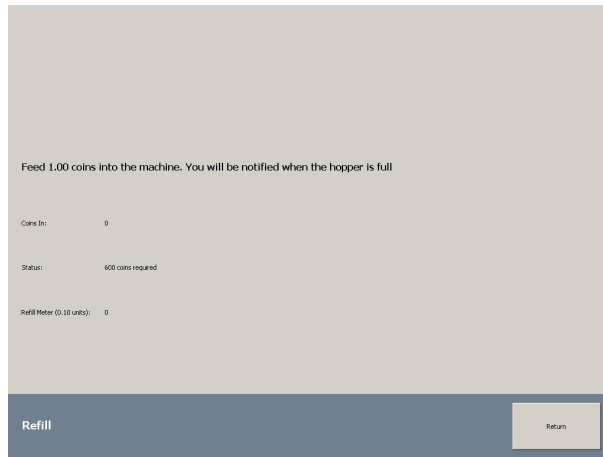 Feed 1.00 coins into the machine. You will be notified when the hopper is full
Coins In: 0
Status: 600 coins required
Refill Meter (0.10 units): 0
Refill
Return